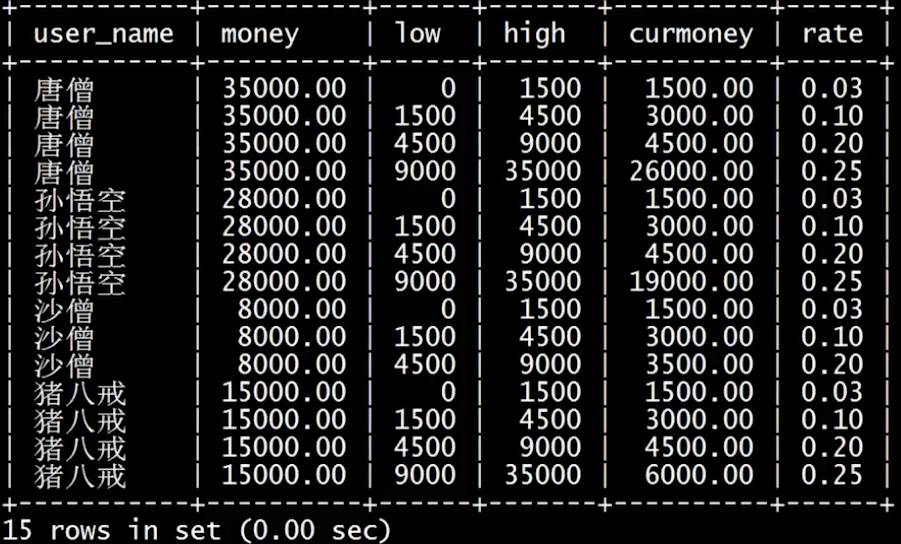 +-----------+----------+------+-------+----------+------+
| user_name | money    | low  | high  | curmoney | rate |
+-----------+----------+------+-------+----------+------+
| 唐僧      | 35000.00 |    0 |  1500 |  1500.00 | 0.03 |
| 唐僧      | 35000.00 | 1500 |  4500 |  3000.00 | 0.10 |
| 唐僧      | 35000.00 | 4500 |  9000 |  4500.00 | 0.20 |
| 唐僧      | 35000.00 | 9000 | 35000 | 26000.00 | 0.25 |
| 孙悟空    | 28000.00 |    0 |  1500 |  1500.00 | 0.03 |
| 孙悟空    | 28000.00 | 1500 |  4500 |  3000.00 | 0.10 |
| 孙悟空    | 28000.00 | 4500 |  9000 |  4500.00 | 0.20 |
| 孙悟空    | 28000.00 | 9000 | 35000 | 19000.00 | 0.25 |
| 沙僧      |  8000.00 |    0 |  1500 |  1500.00 | 0.03 |
| 沙僧      |  8000.00 | 1500 |  4500 |  3000.00 | 0.10 |
| 沙僧      |  8000.00 | 4500 |  9000 |  3500.00 | 0.20 |
| 猪八戒    | 15000.00 |    0 |  1500 |  1500.00 | 0.03 |
| 猪八戒    | 15000.00 | 1500 |  4500 |  3000.00 | 0.10 |
| 猪八戒    | 15000.00 | 4500 |  9000 |  4500.00 | 0.20 |
| 猪八戒    | 15000.00 | 9000 | 35000 |  6000.00 | 0.25 |
+-----------+----------+------+-------+----------+------+
15 rows in set (0.00 sec)